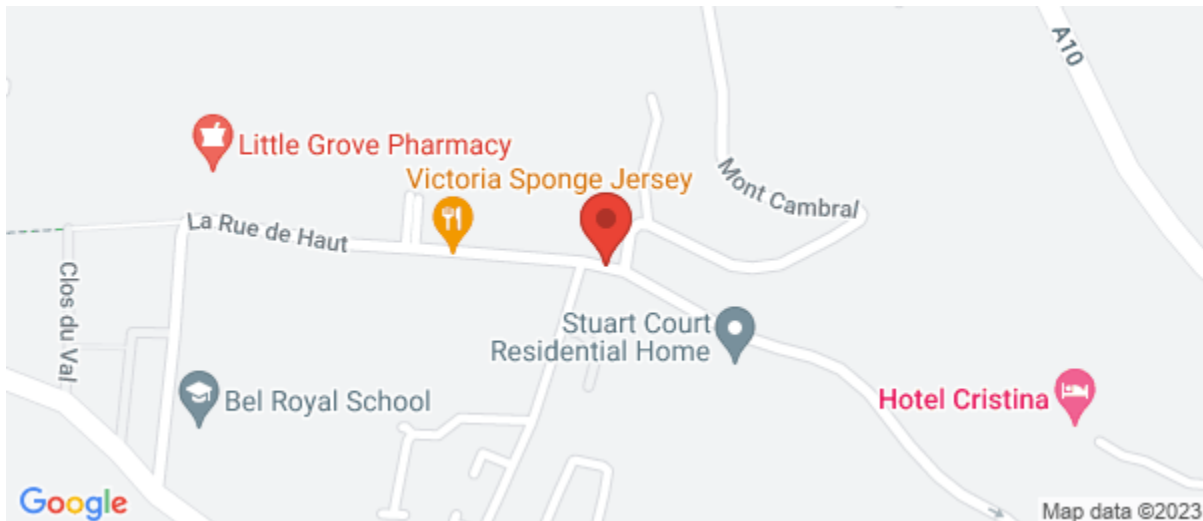 A10
Little Grove Pharmacy
Victoria Sponge Jersey
Mont Cambral
La Rue de Haut
Clos du Val
Stuart Court
Residential Home
Bel Royal School
Hotel Cristina
Google
Map data ©2023